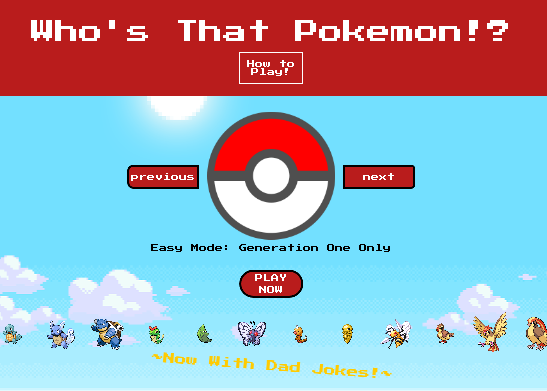 Who's That Pokemon!?
How to
Play!
previous
next
Easy Mode: Generation One Only
PLAY
NOW
~Now With Dad Jokes!~